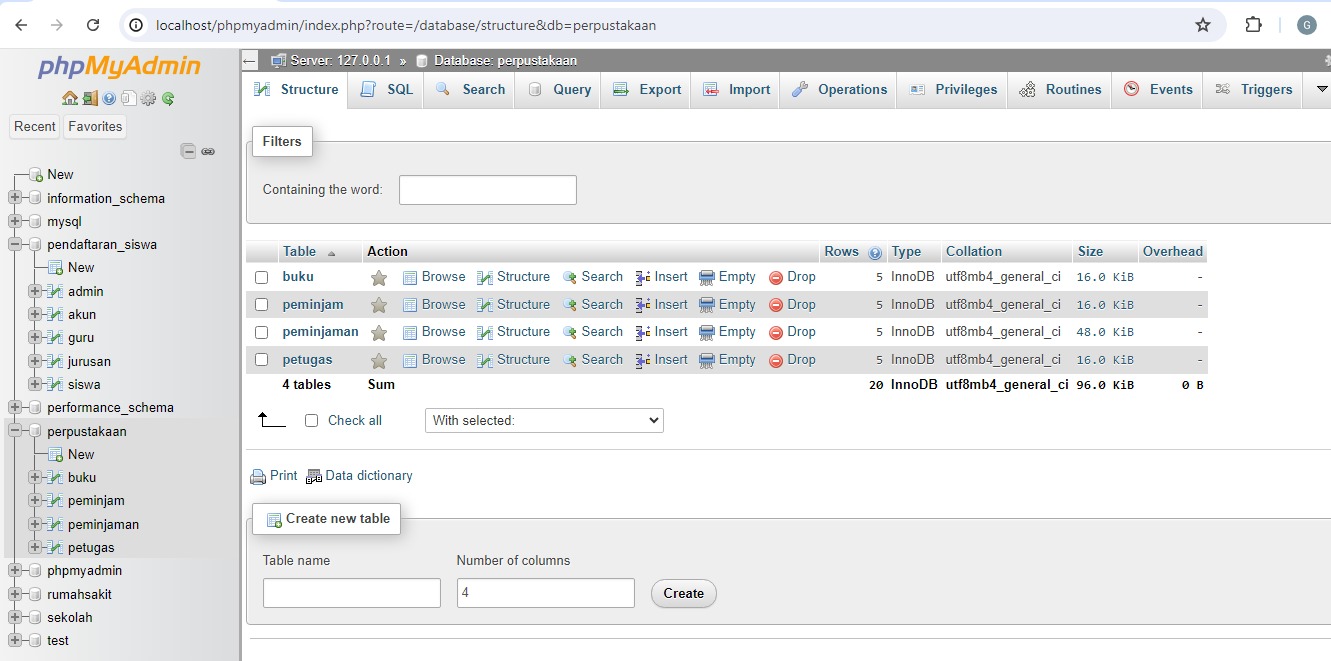 localhost/phpmyadmin/index.php?route=/database/structure&db=perpustakaan
G
phpMyAdmin
Recent Favorites
New
information_schema
mysql
pendaftaran_siswa
New
admin
akun
guru
jurusan
siswa
performance_schema
perpustakaan
New
buku
peminjam
peminjaman
petugas
phpmyadmin
rumahsakit
sekolah
test
Server: 127.0.0.1 » Database: perpustakaan
Structure SQL Search Query Export Import Operations Privileges Routines Events Triggers
Filters
Containing the word:
Table Action Rows Type Collation Size Overhead
buku Browse Structure Search Insert Empty Drop 5 InnoDB utf8mb4_general_ci 16.0 KiB -
peminjam Browse Structure Search Insert Empty Drop 5 InnoDB utf8mb4_general_ci 16.0 KiB -
peminjaman Browse Structure Search Insert Empty Drop 5 InnoDB utf8mb4_general_ci 48.0 KiB -
petugas Browse Structure Search Insert Empty Drop 5 InnoDB utf8mb4_general_ci 16.0 KiB -
4 tables Sum 20 InnoDB utf8mb4_general_ci 96.0 KiB 0 B
Check all With selected:
Print Data dictionary
Create new table
Table name Number of columns
4 Create